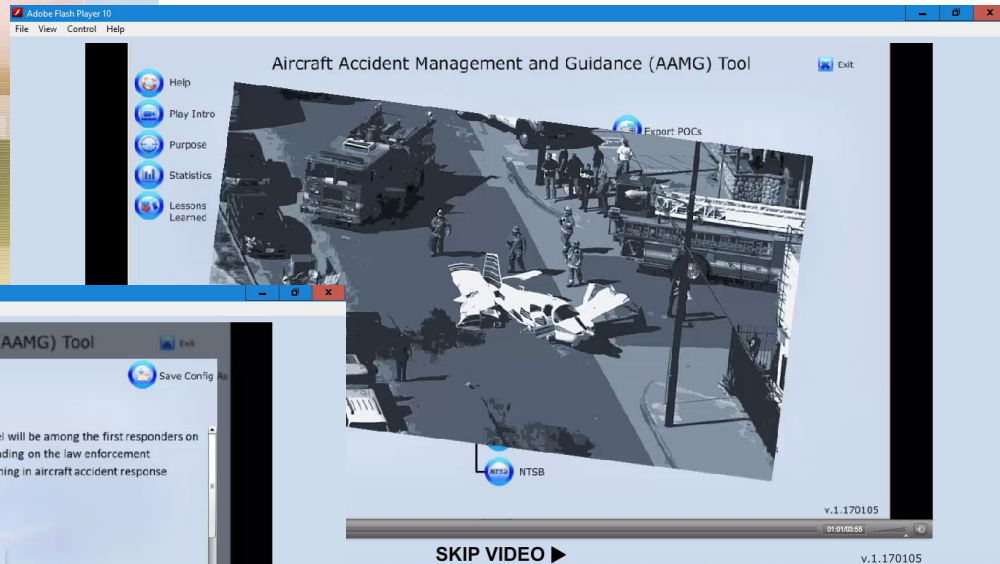 Adobe Flash Player 10
File View Control Help
Aircraft Accident Management and Guidance (AAMG) Tool
Exit
Help
Play Intro
Purpose
Statistics
Lessons
Learned
Export POCs
AAMG) Tool
Exit
Save Config As
el will be among the first responders on
nding on the law enforcement
ning in aircraft accident response
NTSB
NTSB
v.1.170105
01:01/03:55
SKIP VIDEO
v.1.170105